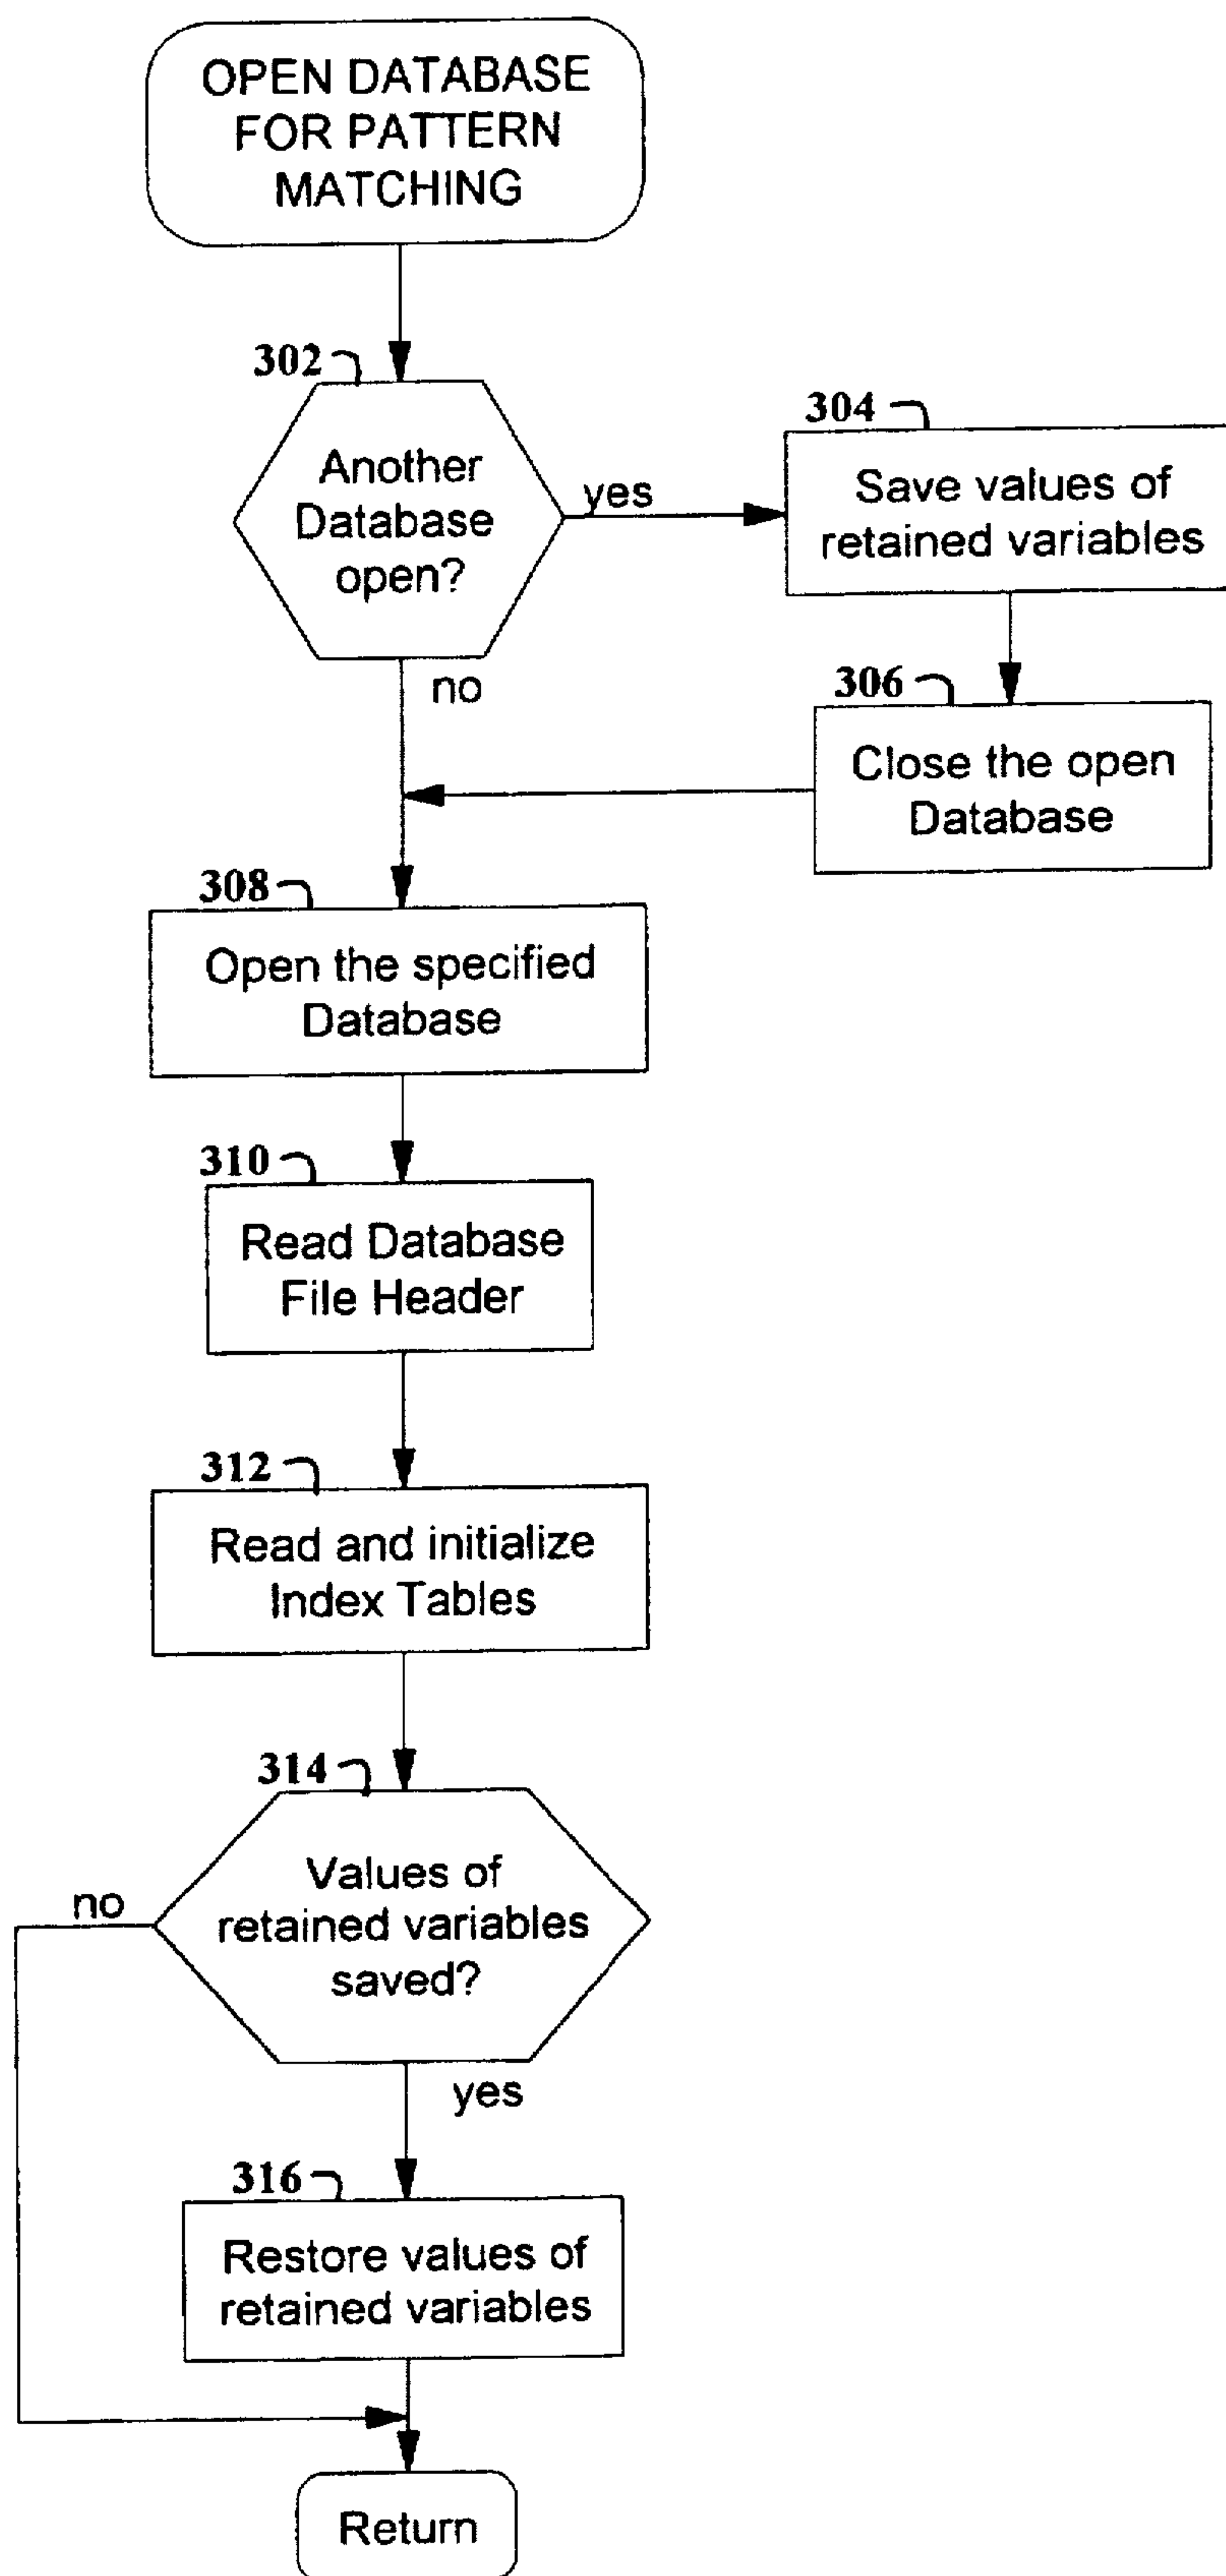 OPEN DATABASE
FOR PATTERN
MATCHING
302
Another
Database
open?
yes
304
Save values of
retained variables
no
306
Close the open
Database
308
Open the specified
Database
310
Read Database
File Header
312
Read and initialize
Index Tables
314
Values of
retained variables
saved?
no
yes
316
Restore values of
retained variables
Return